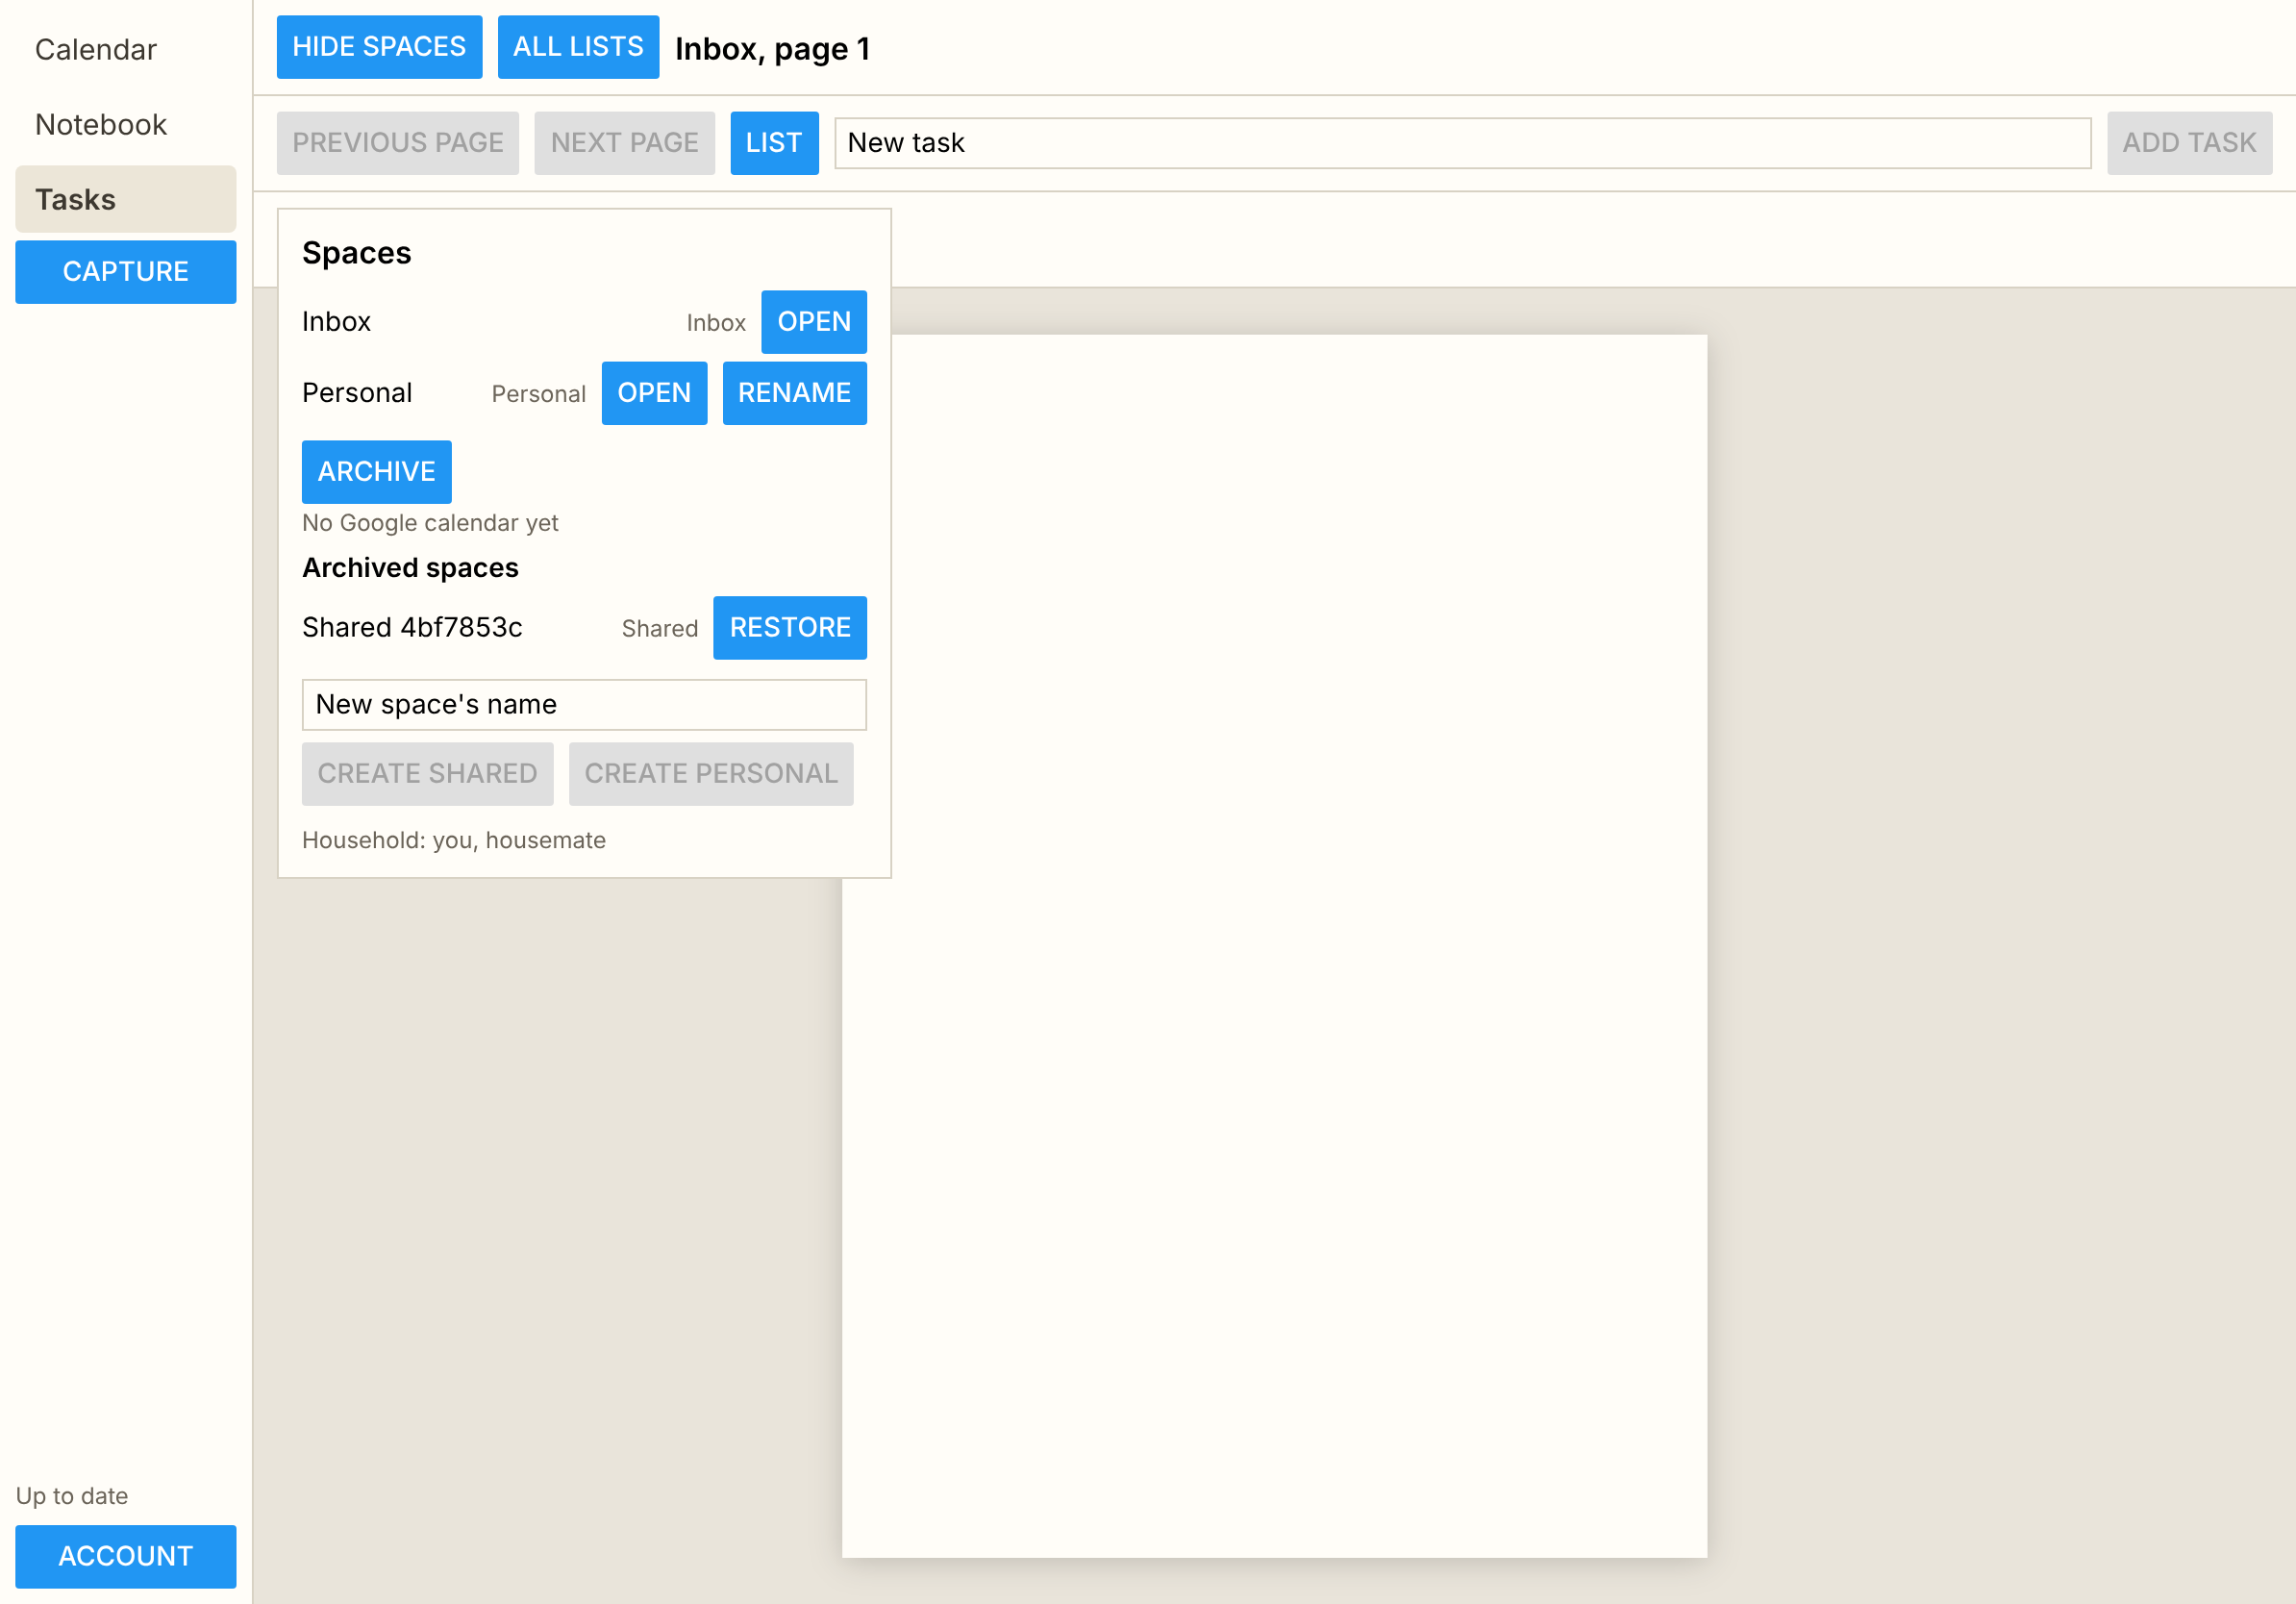 Calendar
Notebook
Tasks
CAPTURE
Up to date
ACCOUNT
HIDE SPACES ALL LISTS Inbox, page 1
PREVIOUS PAGE NEXT PAGE LIST New task ADD TASK
Spaces
Inbox Inbox OPEN
Personal Personal OPEN RENAME
ARCHIVE
No Google calendar yet
Archived spaces
Shared 4bf7853c Shared RESTORE
New space's name
CREATE SHARED CREATE PERSONAL
Household: you, housemate